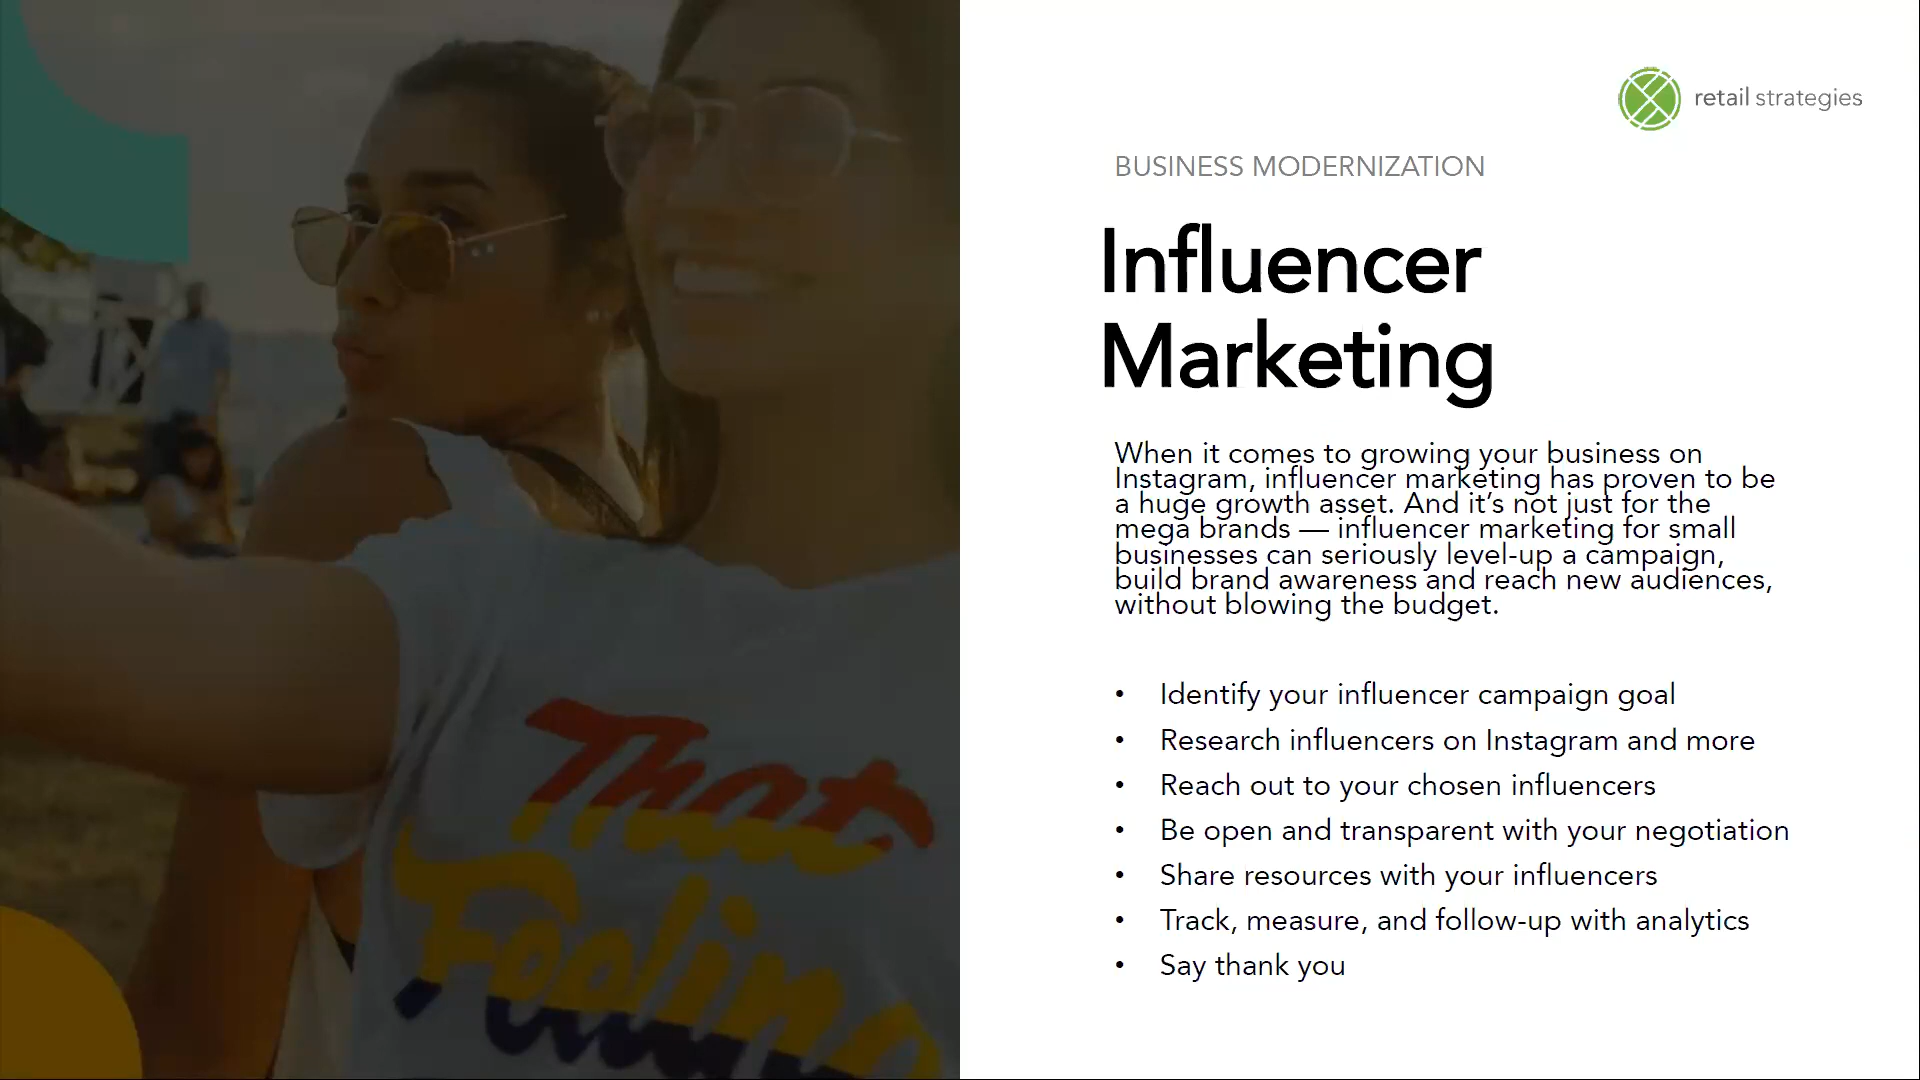 retail strategies
BUSINESS MODERNIZATION
Influencer
Marketing
When it comes to growing your business on
Instagram, influencer marketing has proven to be
a huge growth asset. And it’s not just for the
mega brands — influencer marketing for small
businesses can seriously level-up a campaign,
build brand awareness and reach new audiences,
without blowing the budget.
• Identify your influencer campaign goal
• Research influencers on Instagram and more
• Reach out to your chosen influencers
• Be open and transparent with your negotiation
• Share resources with your influencers
• Track, measure, and follow-up with analytics
• Say thank you
That
Feeling